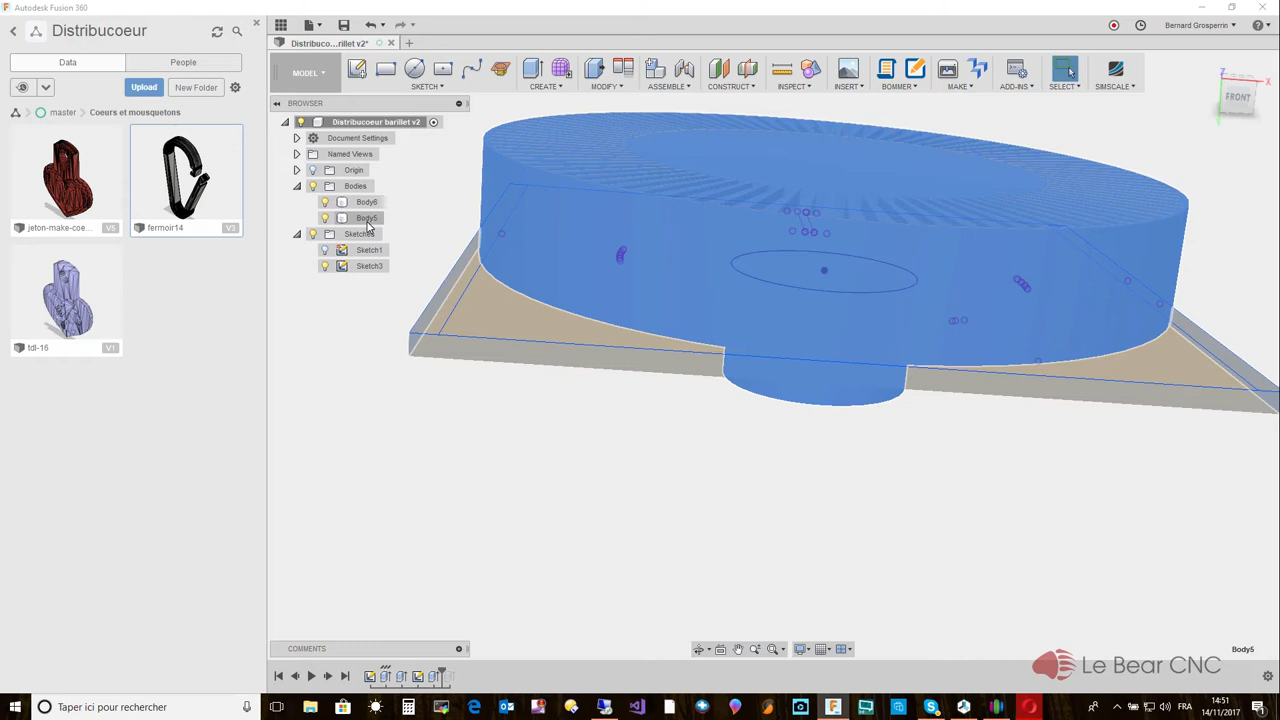 Autodesk Fusion 360
Distribucoeur
Data
People
Upload
New Folder
master
Coeurs et mousquetons
jeton-make-coe...
V5
fermoir14
V3
tdl-16
V1
Distribuco...rillet v2*
Bernard Grosperrin
MODEL
SKETCH
CREATE
MODIFY
ASSEMBLE
CONSTRUCT
INSPECT
INSERT
BOMMER
MAKE
ADD-INS
SELECT
SIMSCALE
Z
X
FRONT
BROWSER
Distribucoeur barillet v2
Document Settings
Named Views
Origin
Bodies
Body6
Body5
Sketches
Sketch1
Sketch3
COMMENTS
Body5
Le Bear CNC
Taper ici pour rechercher
FRA
14:51
14/11/2017